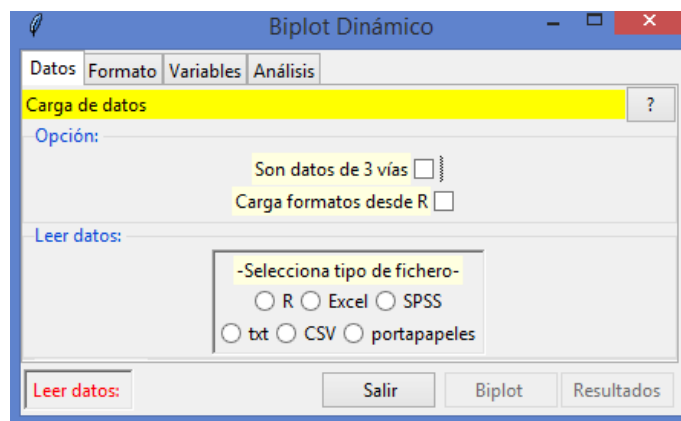 Biplot Dinámico
Datos Formato Variables Análisis
Carga de datos ?
Opción:
Son datos de 3 vías
Carga formatos desde R
Leer datos:
-Selecciona tipo de fichero-
R Excel SPSS
txt CSV portapapeles
Leer datos: Salir Biplot Resultados